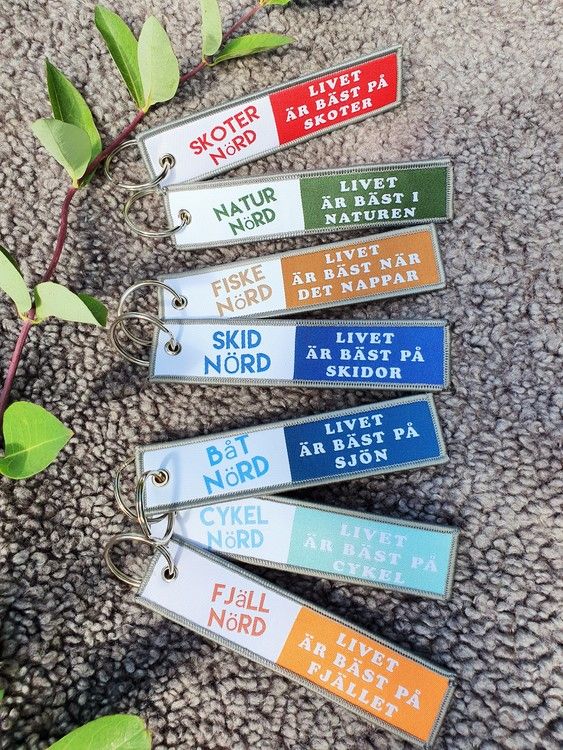 SKOTER
NöRD
LIVET
ÄR BÄST PÅ
SKOTER
NATUR
NöRD
LIVET
ÄR BÄST I
NATUREN
FISKE
NöRD
LIVET
ÄR BÄST NÄR
DET NAPPAR
SKID
NÖRD
LIVET
ÄR BÄST PÅ
SKIDOR
BåT
NÖRD
LIVET
ÄR BÄST PÅ
SJÖN
CYKEL
NÖRD
LIVET
ÄR BÄST PÅ
CYKEL
FJäLL
NöRD
LIVET
ÄR BÄST PÅ
FJÄLLET